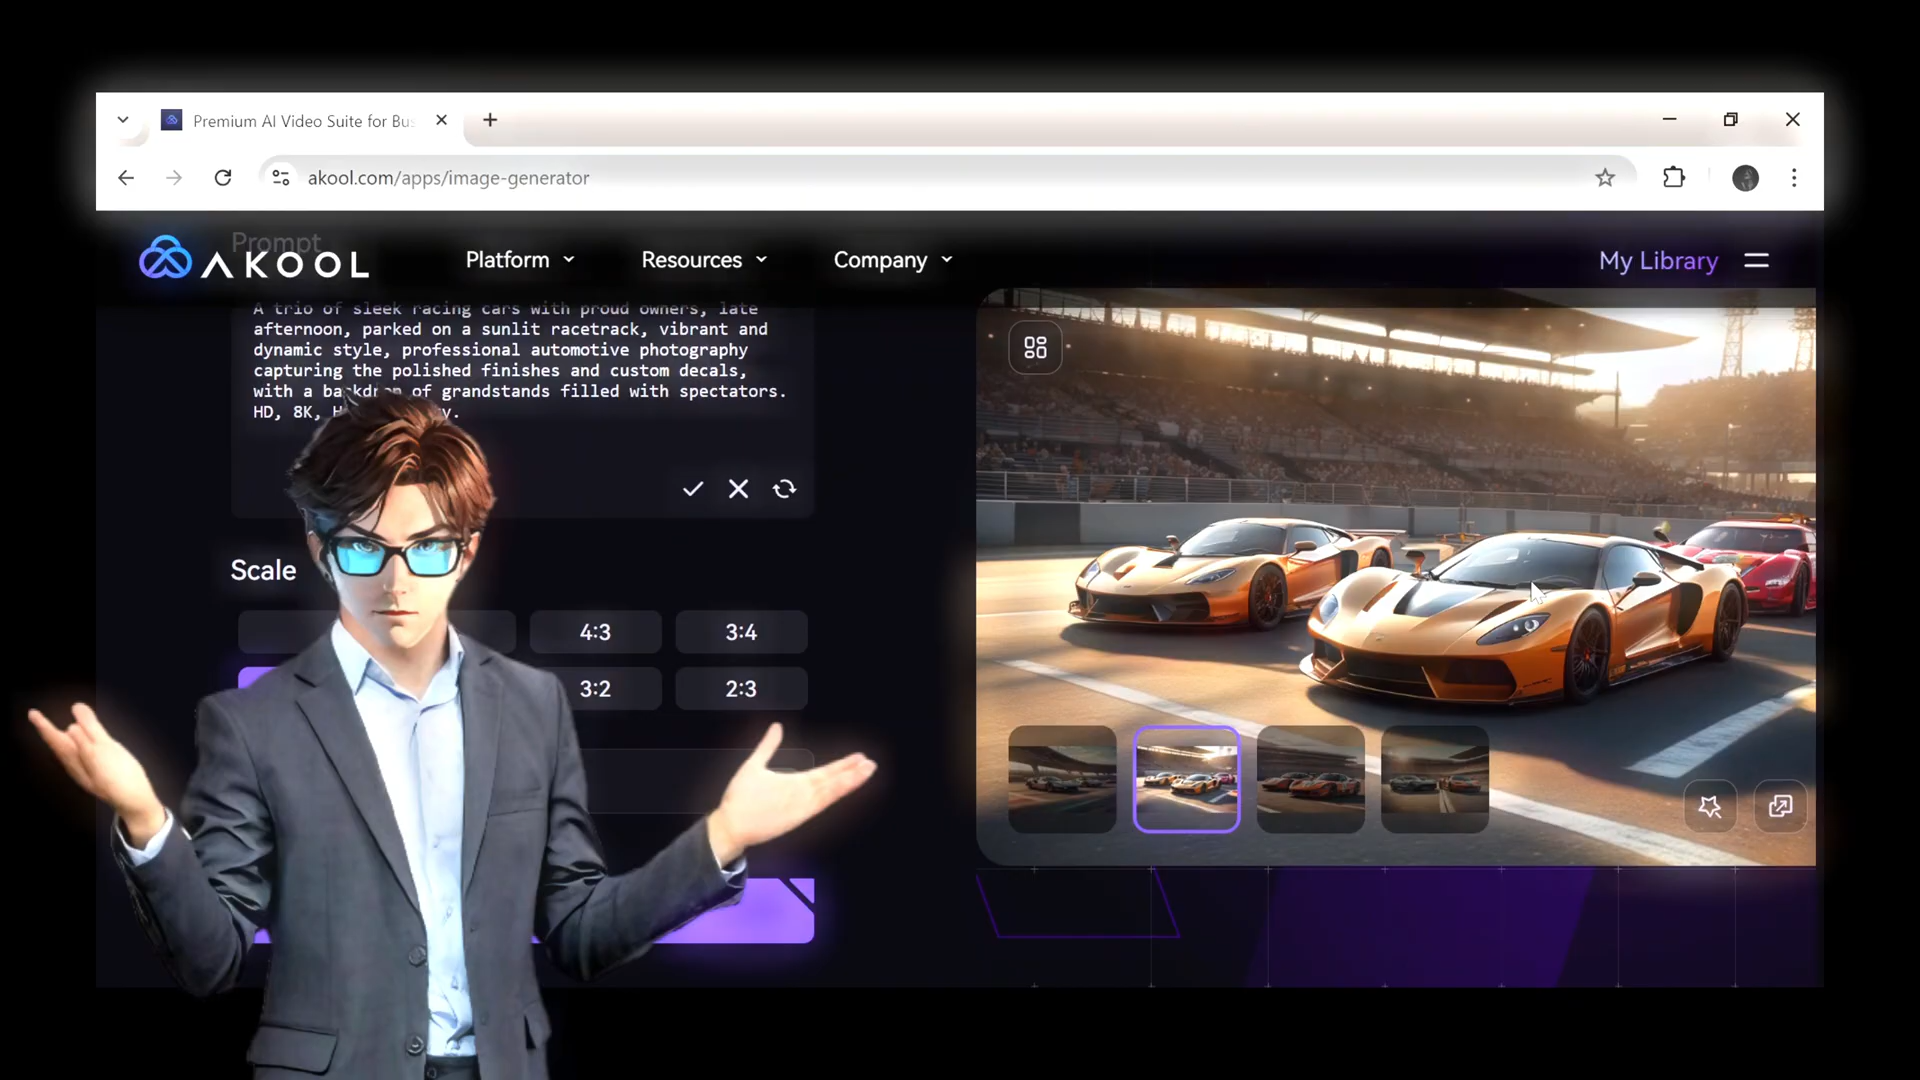 Premium AI Video Suite for Bus
akool.com/apps/image-generator
Prompt
AKOOL
Platform
Resources
Company
My Library
A trio of sleek racing cars with proud owners, late
afternoon, parked on a sunlit racetrack, vibrant and
dynamic style, professional automotive photography
capturing the polished finishes and custom decals,
with a backdrop of grandstands filled with spectators.
HD, 8K,
Scale
4:3
3:4
3:2
2:3